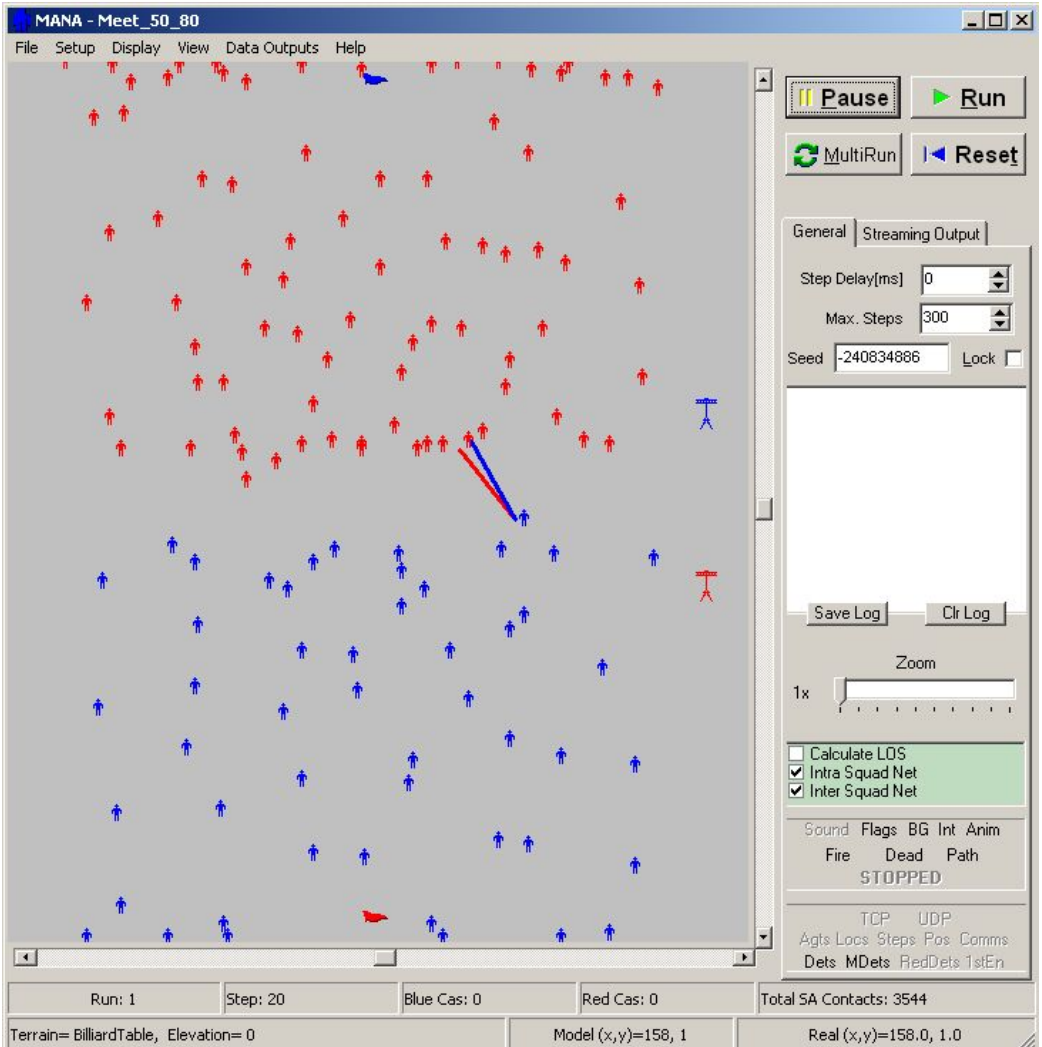 MANA - Meet_50_80
File Setup Display View Data Outputs Help
Pause Run
MultiRun Reset
General Streaming Output
Step Delay[ms] 0
Max. Steps 300
Seed -240834886 Lock
Save Log Clr Log
Zoom
1x
Calculate LOS
Intra Squad Net
Inter Squad Net
Sound Flags BG Int Anim
Fire Dead Path
STOPPED
TCP UDP
Agts Locs Steps Pos Comms
Dets MDets RedDets 1stEn
Run: 1 Step: 20 Blue Cas: 0 Red Cas: 0 Total SA Contacts: 3544
Terrain= BilliardTable, Elevation= 0 Model (x,y)=158, 1 Real (x,y)=158.0, 1.0